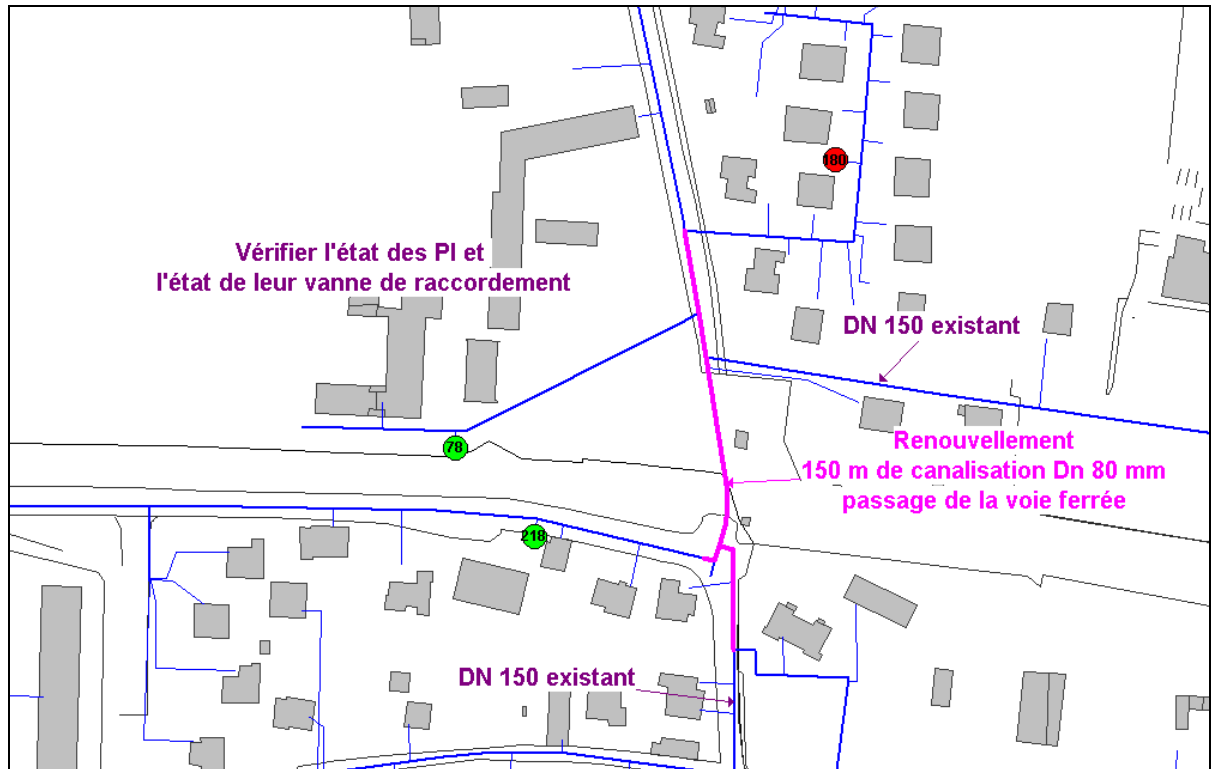 180
Vérifier l'état des PI et
l'état de leur vanne de raccordement
DN 150 existant
78
Renouvellement
150 m de canalisation Dn 80 mm
passage de la voie ferrée
218
DN 150 existant